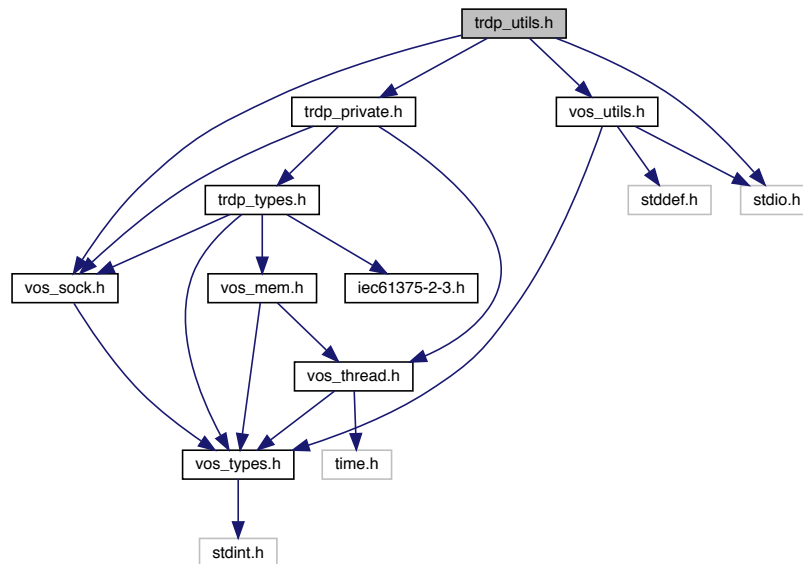 trdp_utils.h
trdp_private.h
vos_utils.h
trdp_types.h
stddef.h
stdio.h
vos_sock.h
vos_mem.h
iec61375-2-3.h
vos_thread.h
vos_types.h
time.h
stdint.h